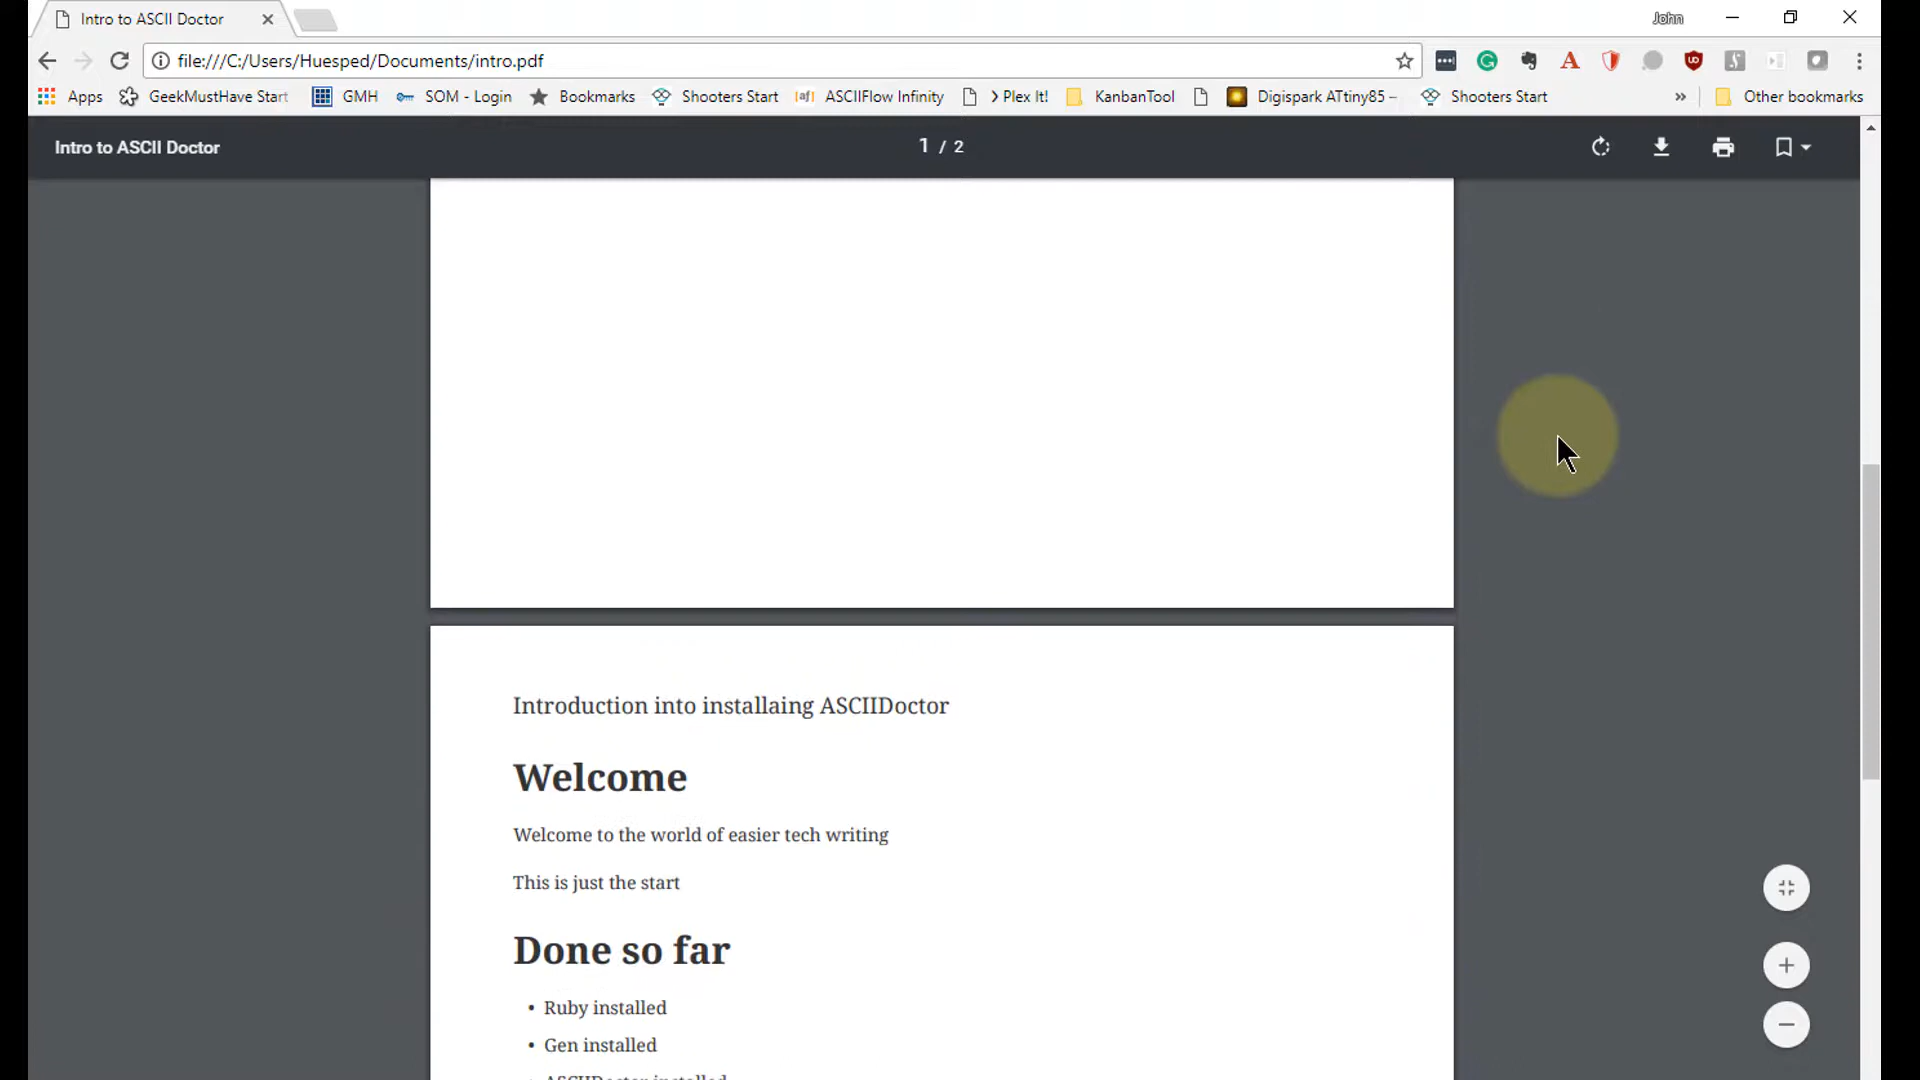 Intro to ASCII Doctor
John
file:///C:/Users/Huesped/Documents/intro.pdf
Apps GeekMustHave Start GMH SOM - Login Bookmarks Shooters Start ASCIIFlow Infinity > Plex It! KanbanTool Digispark ATtiny85 – Shooters Start » Other bookmarks
Intro to ASCII Doctor 1 / 2
Introduction into installaing ASCIIDoctor
Welcome
Welcome to the world of easier tech writing
This is just the start
Done so far
• Ruby installed
• Gen installed
• ASCIIDoctor installed